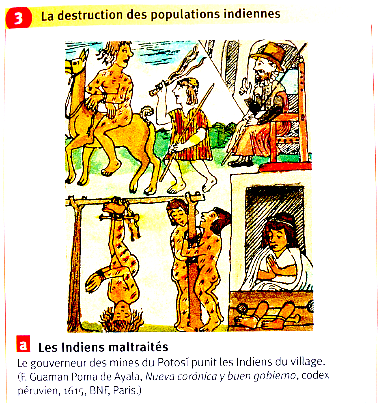 3 La destruction des populations indiennes
a Les Indiens maltraités
Le gouverneur des mines du Potosí punit les Indiens du village.
(F. Guaman Poma de Ayala, Nueva corónica y buen gobierno, codex
péruvien, 1615, BNF, Paris.)